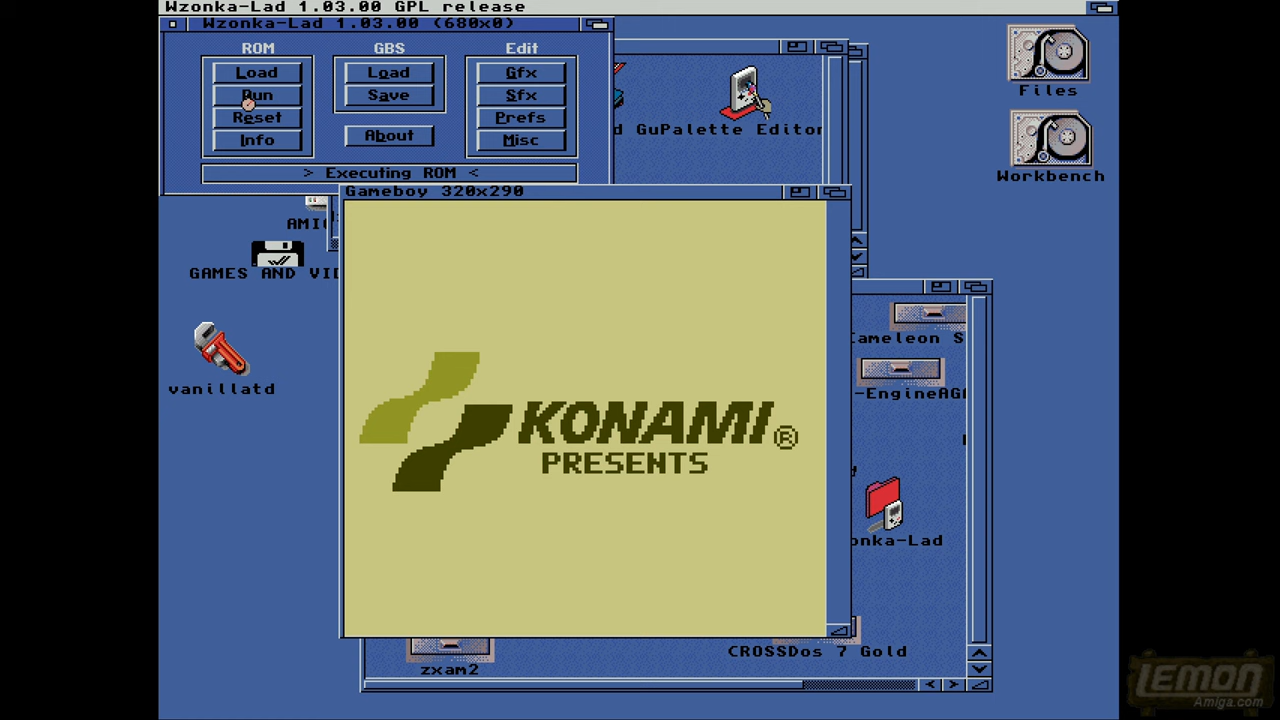 Wzonka-Lad 1.03.00 GPL release
Wzonka-Lad 1.03.00 (680x0)
ROM
GBS
Edit
Load
Run
Reset
Info
Load
Save
About
Gfx
Sfx
Prefs
Misc
> Executing ROM <
d GuPalette Editor
Files
Workbench
Gameboy 320x290
AMI
GAMES AND VI
vanillatd
KONAMI®
PRESENTS
Cameleon S
-EngineAGA
onka-Lad
CROSSDos 7 Gold
zxam2
LEMON
Amiga.com